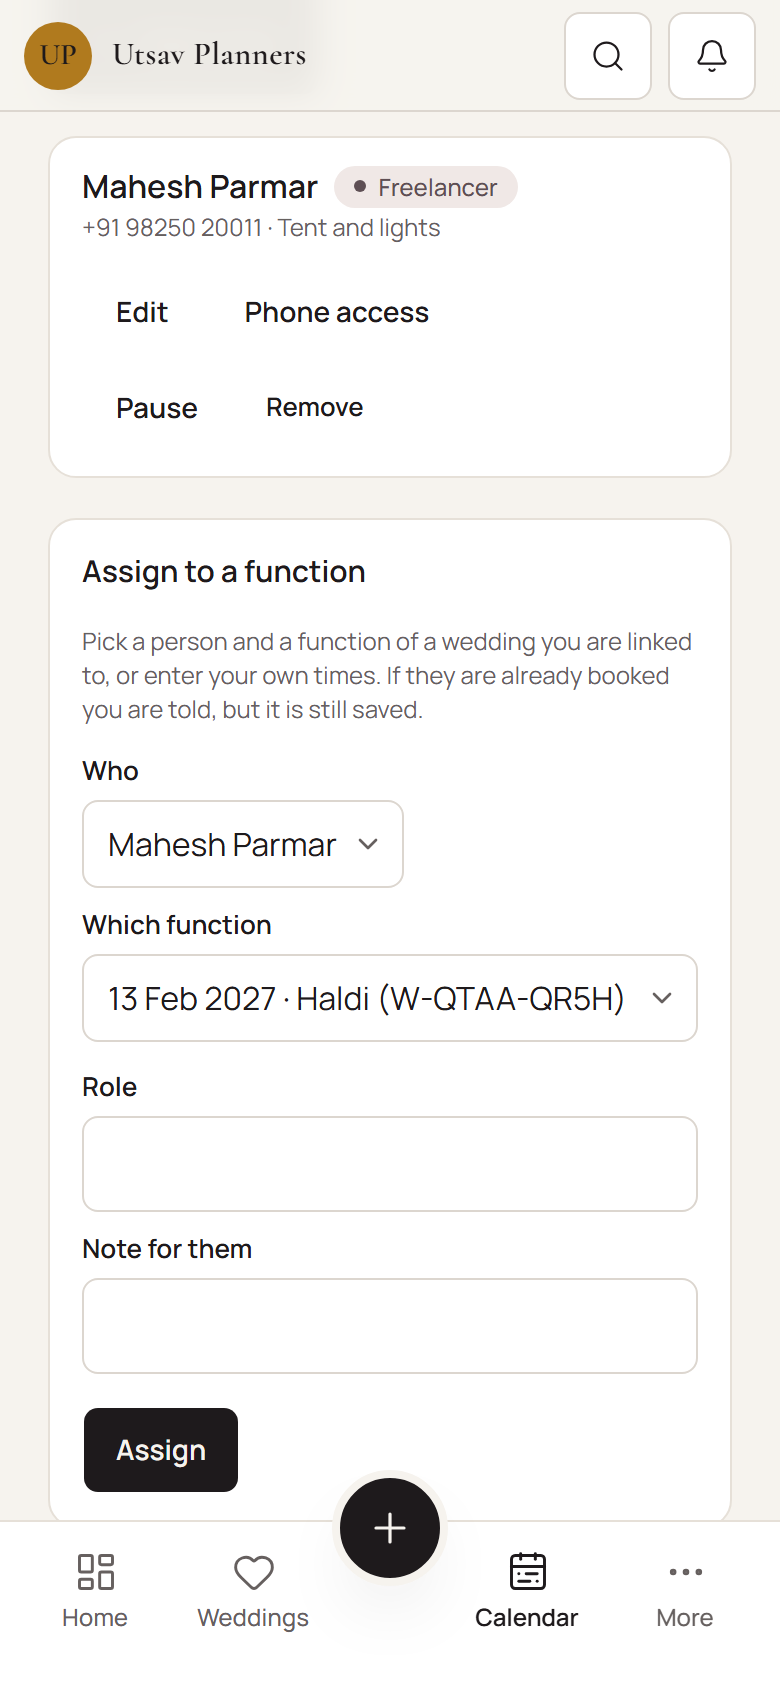 UP Utsav Planners
Mahesh Parmar Freelancer
+91 98250 20011 · Tent and lights
Edit Phone access
Pause Remove
Assign to a function
Pick a person and a function of a wedding you are linked
to, or enter your own times. If they are already booked
you are told, but it is still saved.
Who
Mahesh Parmar
Which function
13 Feb 2027 · Haldi (W-QTAA-QR5H)
Role
Note for them
Assign
Home Weddings Calendar More